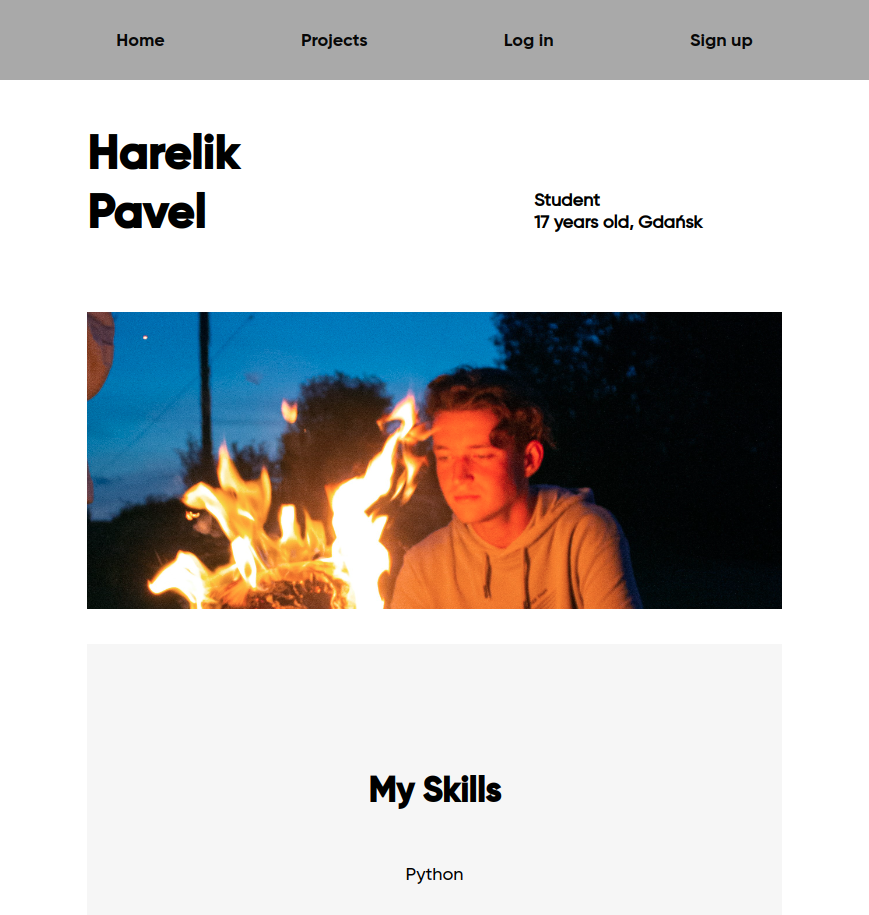 Home Projects Log in Sign up
Harelik
Pavel
Student
17 years old, Gdańsk
My Skills
Python